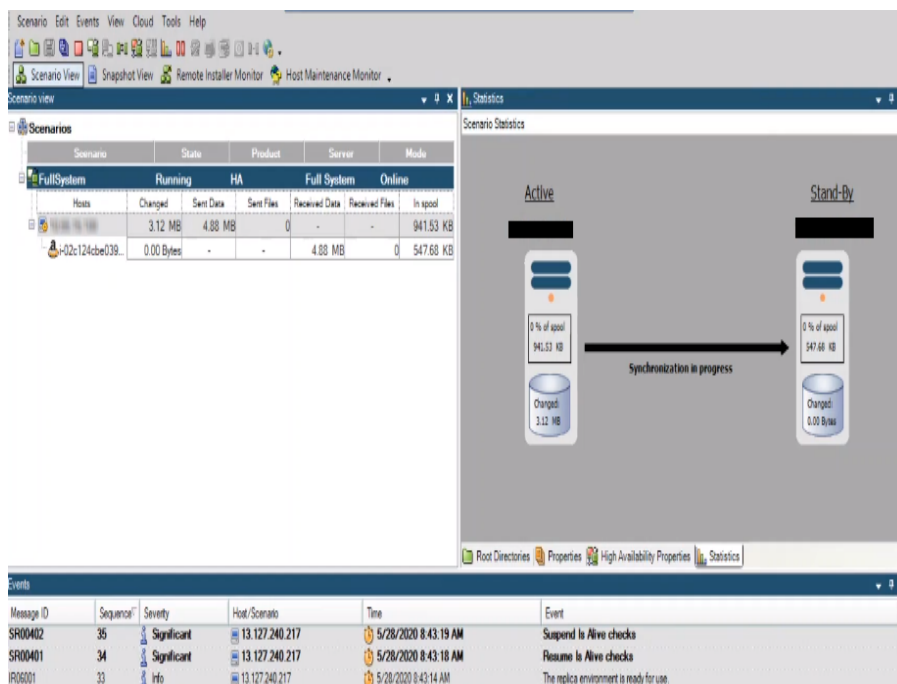 Scenario Edit Events View Cloud Tools Help
Scenario View Snapshot View Remote Installer Monitor Host Maintenance Monitor
Scenario view
Scenarios
Scenario State Product Server Mode
FullSystem Running HA Full System Online
Hosts Changed Sent Data Sent Files Received Data Received Files In spool
3.12 MB 4.88 MB 0 - - 941.53 KB
i-02c124cbe039... 0.00 Bytes - - 4.88 MB 0 547.68 KB
Statistics
Scenario Statistics
Active
Stand-By
0 % of spool
941.53 KB
Changed:
3.12 MB
Synchronization in progress
0 % of spool
547.68 KB
Changed:
0.00 Bytes
Root Directories Properties High Availability Properties Statistics
Events
Message ID Sequence Severity Host/Scenario Time Event
SR00402 35 Significant 13.127.240.217 5/28/2020 8:43:19 AM Suspend Is Alive checks
SR00401 34 Significant 13.127.240.217 5/28/2020 8:43:18 AM Resume Is Alive checks
IR06001 33 Info 13.127.240.217 5/28/2020 8:43:14 AM The replica environment is ready for use.